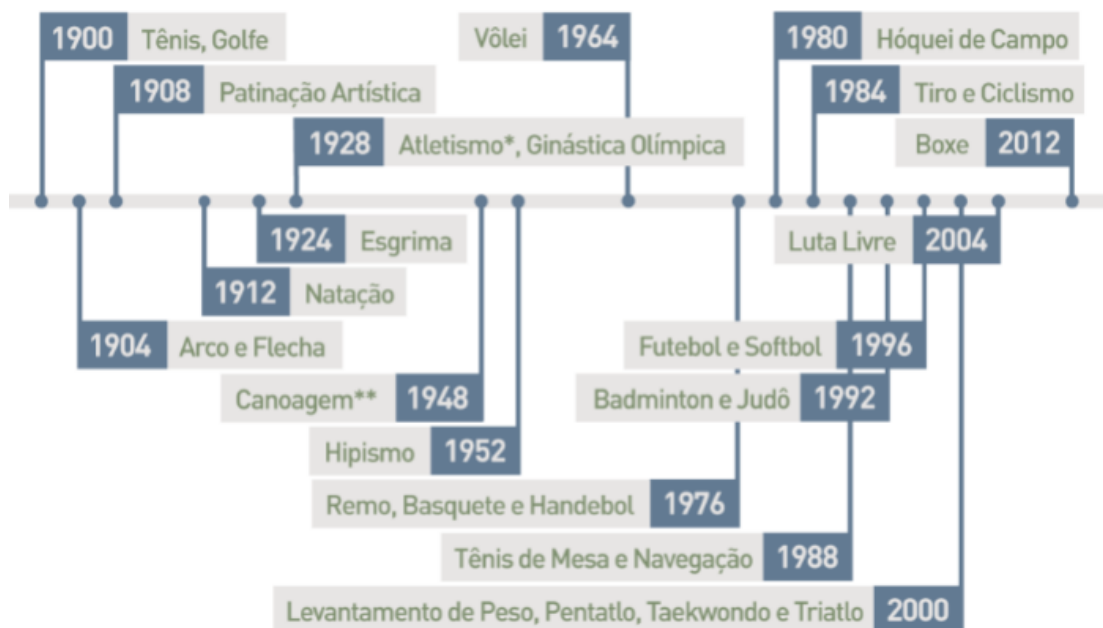 1900 Tênis, Golfe
Vôlei 1964
1980 Hóquei de Campo
1908 Patinação Artística
1984 Tiro e Ciclismo
1928 Atletismo*, Ginástica Olímpica
Boxe 2012
1924 Esgrima
Luta Livre 2004
1912 Natação
1904 Arco e Flecha
Futebol e Softbol 1996
Canoagem** 1948
Badminton e Judô 1992
Hipismo 1952
Remo, Basquete e Handebol 1976
Tênis de Mesa e Navegação 1988
Levantamento de Peso, Pentatlo, Taekwondo e Triatlo 2000